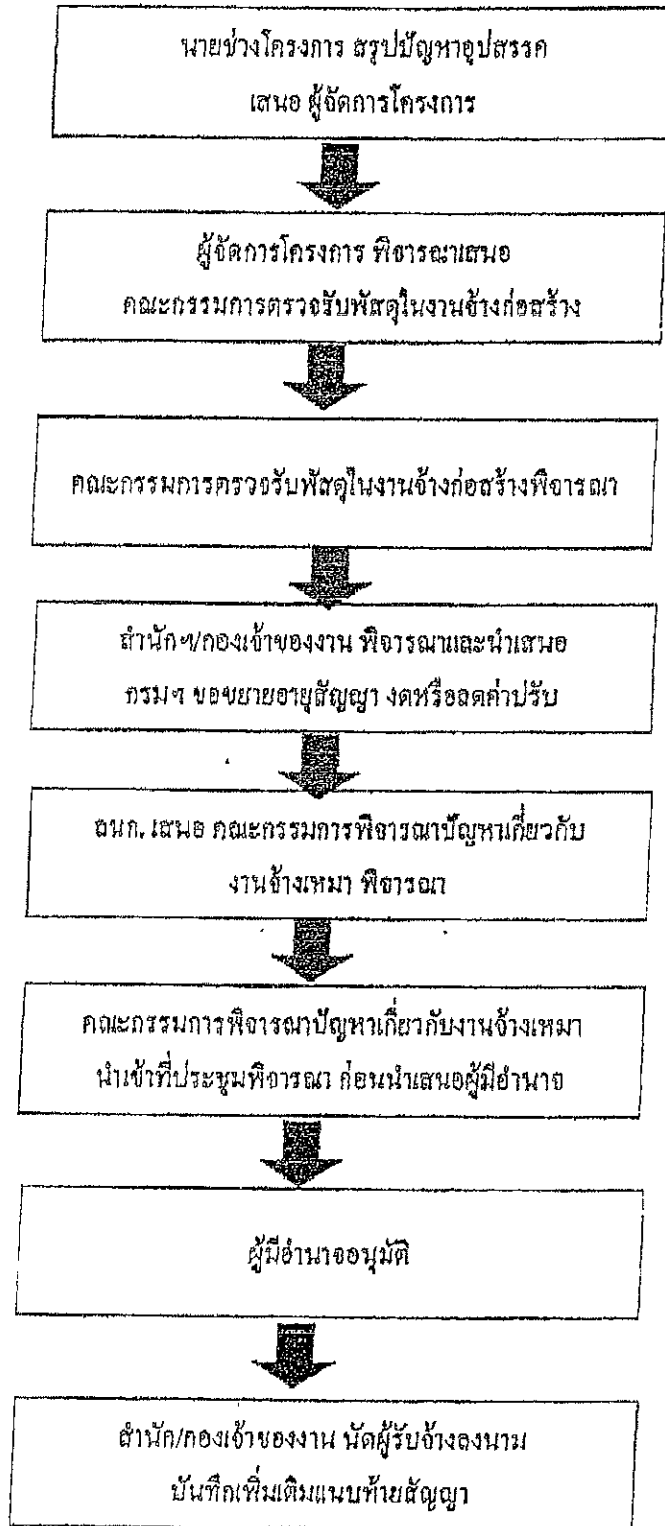 นายช่างโครงการ สรุปปัญหาอุปสรรค
เสนอ ผู้จัดการโครงการ
ผู้จัดการโครงการ พิจารณาเสนอ
คณะกรรมการตรวจรับพัสดุในงานจ้างก่อสร้าง
คณะกรรมการตรวจรับพัสดุในงานจ้างก่อสร้างพิจารณา
สำนักฯ/กองเจ้าของงาน พิจารณาและนำเสนอ
กรมฯ ขอขยายอายุสัญญา งดหรือลดค่าปรับ
สนก. เสนอ คณะกรรมการพิจารณาปัญหาเกี่ยวกับ
งานจ้างเหมา พิจารณา
คณะกรรมการพิจารณาปัญหาเกี่ยวกับงานจ้างเหมา
นำเข้าที่ประชุมพิจารณา ก่อนนำเสนอผู้มีอำนาจ
ผู้มีอำนาจอนุมัติ
สำนัก/กองเจ้าของงาน นัดผู้รับจ้างลงนาม
บันทึกเพิ่มเติมแนบท้ายสัญญา